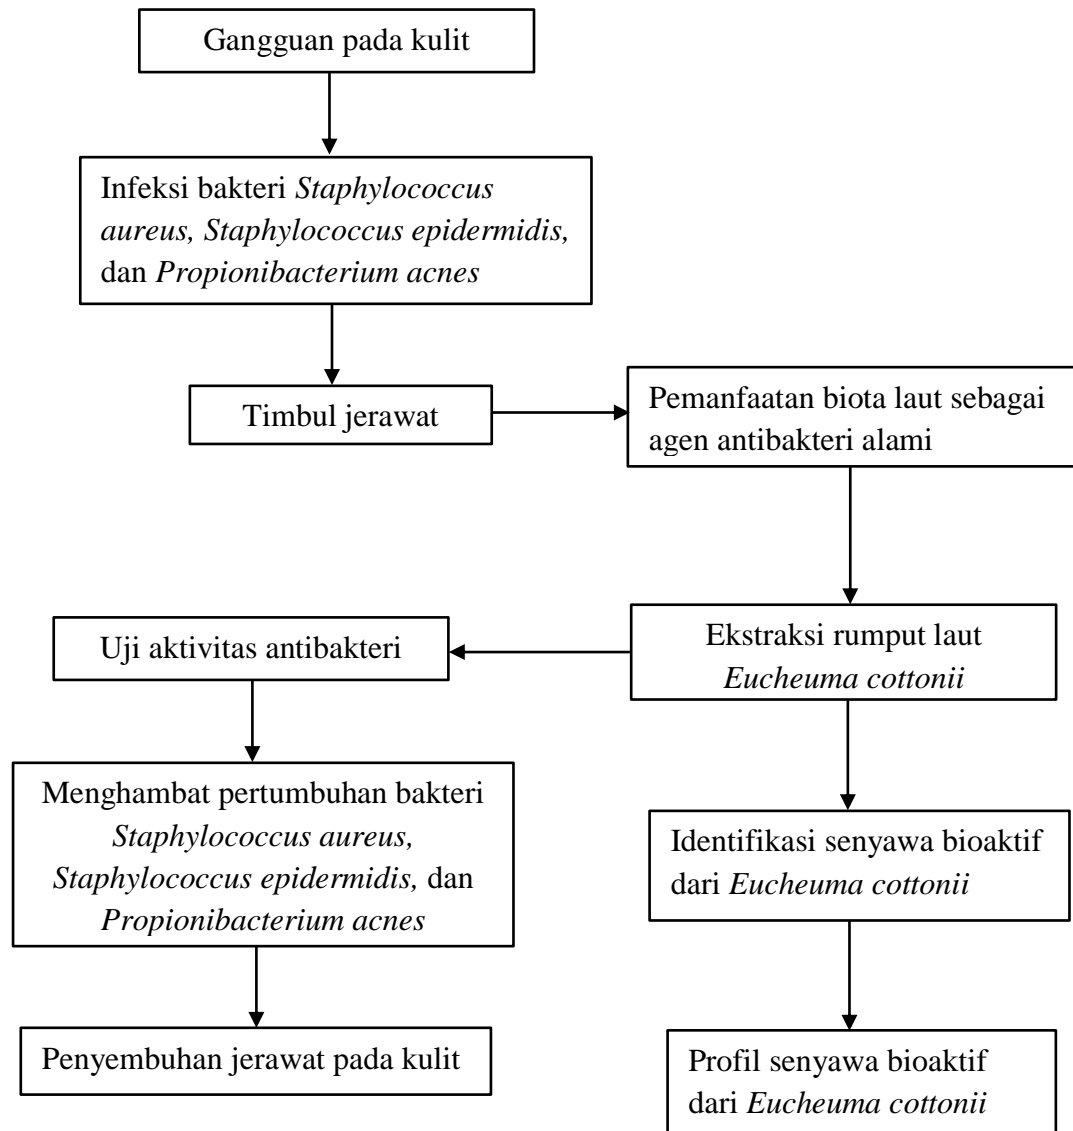 Gangguan pada kulit
Infeksi bakteri Staphylococcus
aureus, Staphylococcus epidermidis,
dan Propionibacterium acnes
Timbul jerawat
Pemanfaatan biota laut sebagai
agen antibakteri alami
Ekstraksi rumput laut
Eucheuma cottonii
Uji aktivitas antibakteri
Menghambat pertumbuhan bakteri
Staphylococcus aureus,
Staphylococcus epidermidis, dan
Propionibacterium acnes
Penyembuhan jerawat pada kulit
Identifikasi senyawa bioaktif
dari Eucheuma cottonii
Profil senyawa bioaktif
dari Eucheuma cottonii